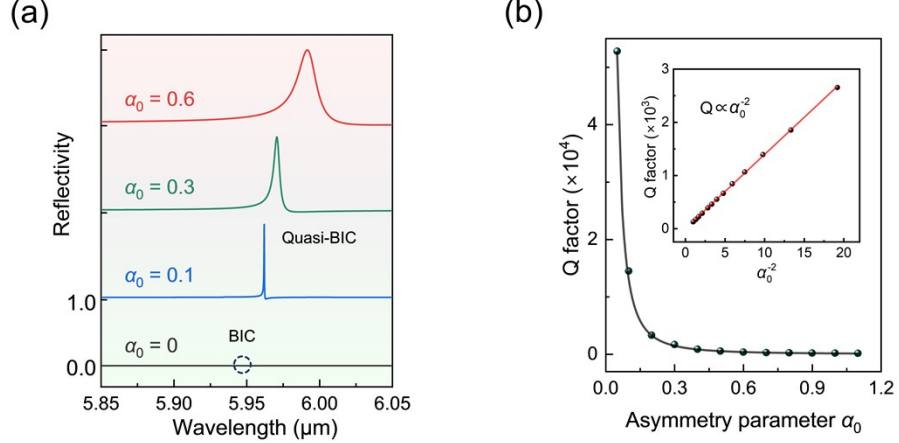 (a)
Reflectivity
α₀ = 0.6
α₀ = 0.3
Quasi-BIC
α₀ = 0.1
1.0
BIC
α₀ = 0
0.0
5.85 5.90 5.95 6.00 6.05
Wavelength (μm)
(b)
Q factor (×10⁴)
4
2
0
0.0 0.3 0.6 0.9 1.2
Asymmetry parameter α₀
Q factor (×10³)
3
2
1
0
Q∝α₀⁻²
0 5 10 15 20
α₀⁻²